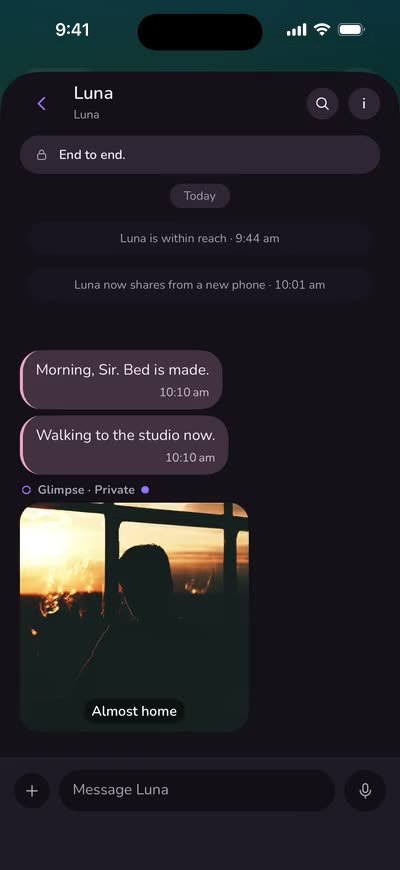 9:41
Luna
Luna
End to end.
Today
Luna is within reach · 9:44 am
Luna now shares from a new phone · 10:01 am
Morning, Sir. Bed is made.
10:10 am
Walking to the studio now.
10:10 am
Glimpse · Private
Almost home
Message Luna